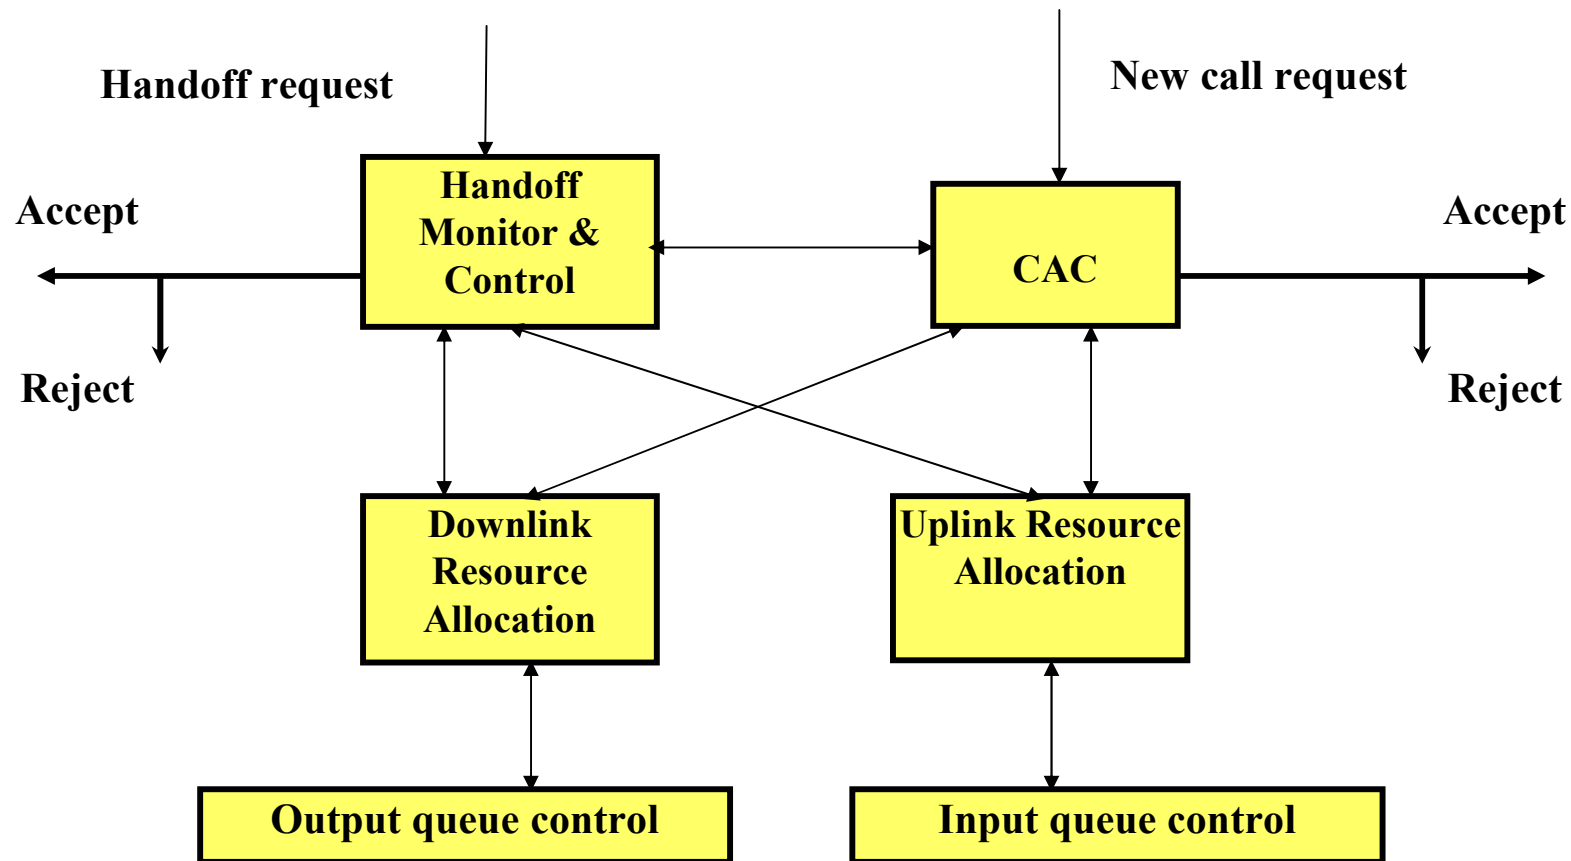 Handoff request
New call request
Handoff
Monitor &
Control
CAC
Accept
Accept
Reject
Reject
Downlink
Resource
Allocation
Uplink Resource
Allocation
Output queue control
Input queue control